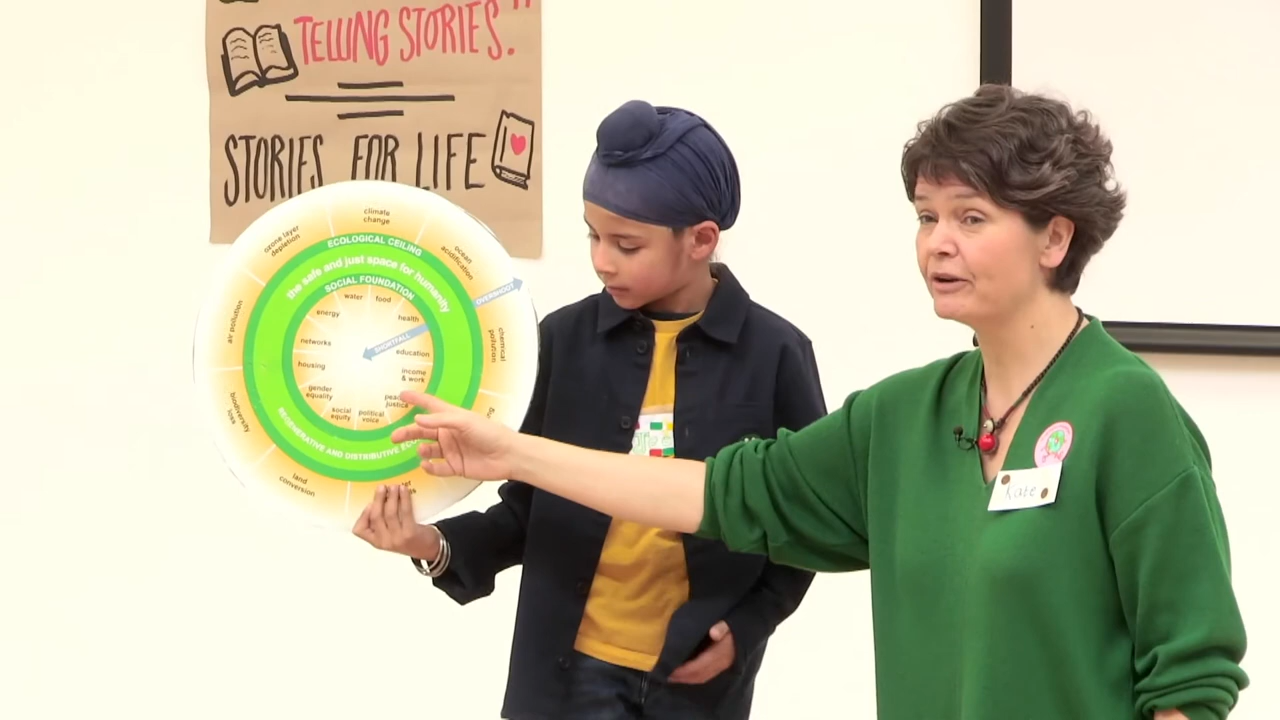 TELLING STORIES."
STORIES FOR LIFE
I ♥
climate change
ozone layer depletion
ocean acidification
ECOLOGICAL CEILING
the safe and just space for humanity
SOCIAL FOUNDATION
OVERSHOOT
water
food
energy
health
air pollution
chemical pollution
networks
SHORTFALL
education
housing
income & work
gender equality
social equity
political voice
justice
biodiversity loss
REGENERATIVE AND DISTRIBUTIVE
land conversion
Kate